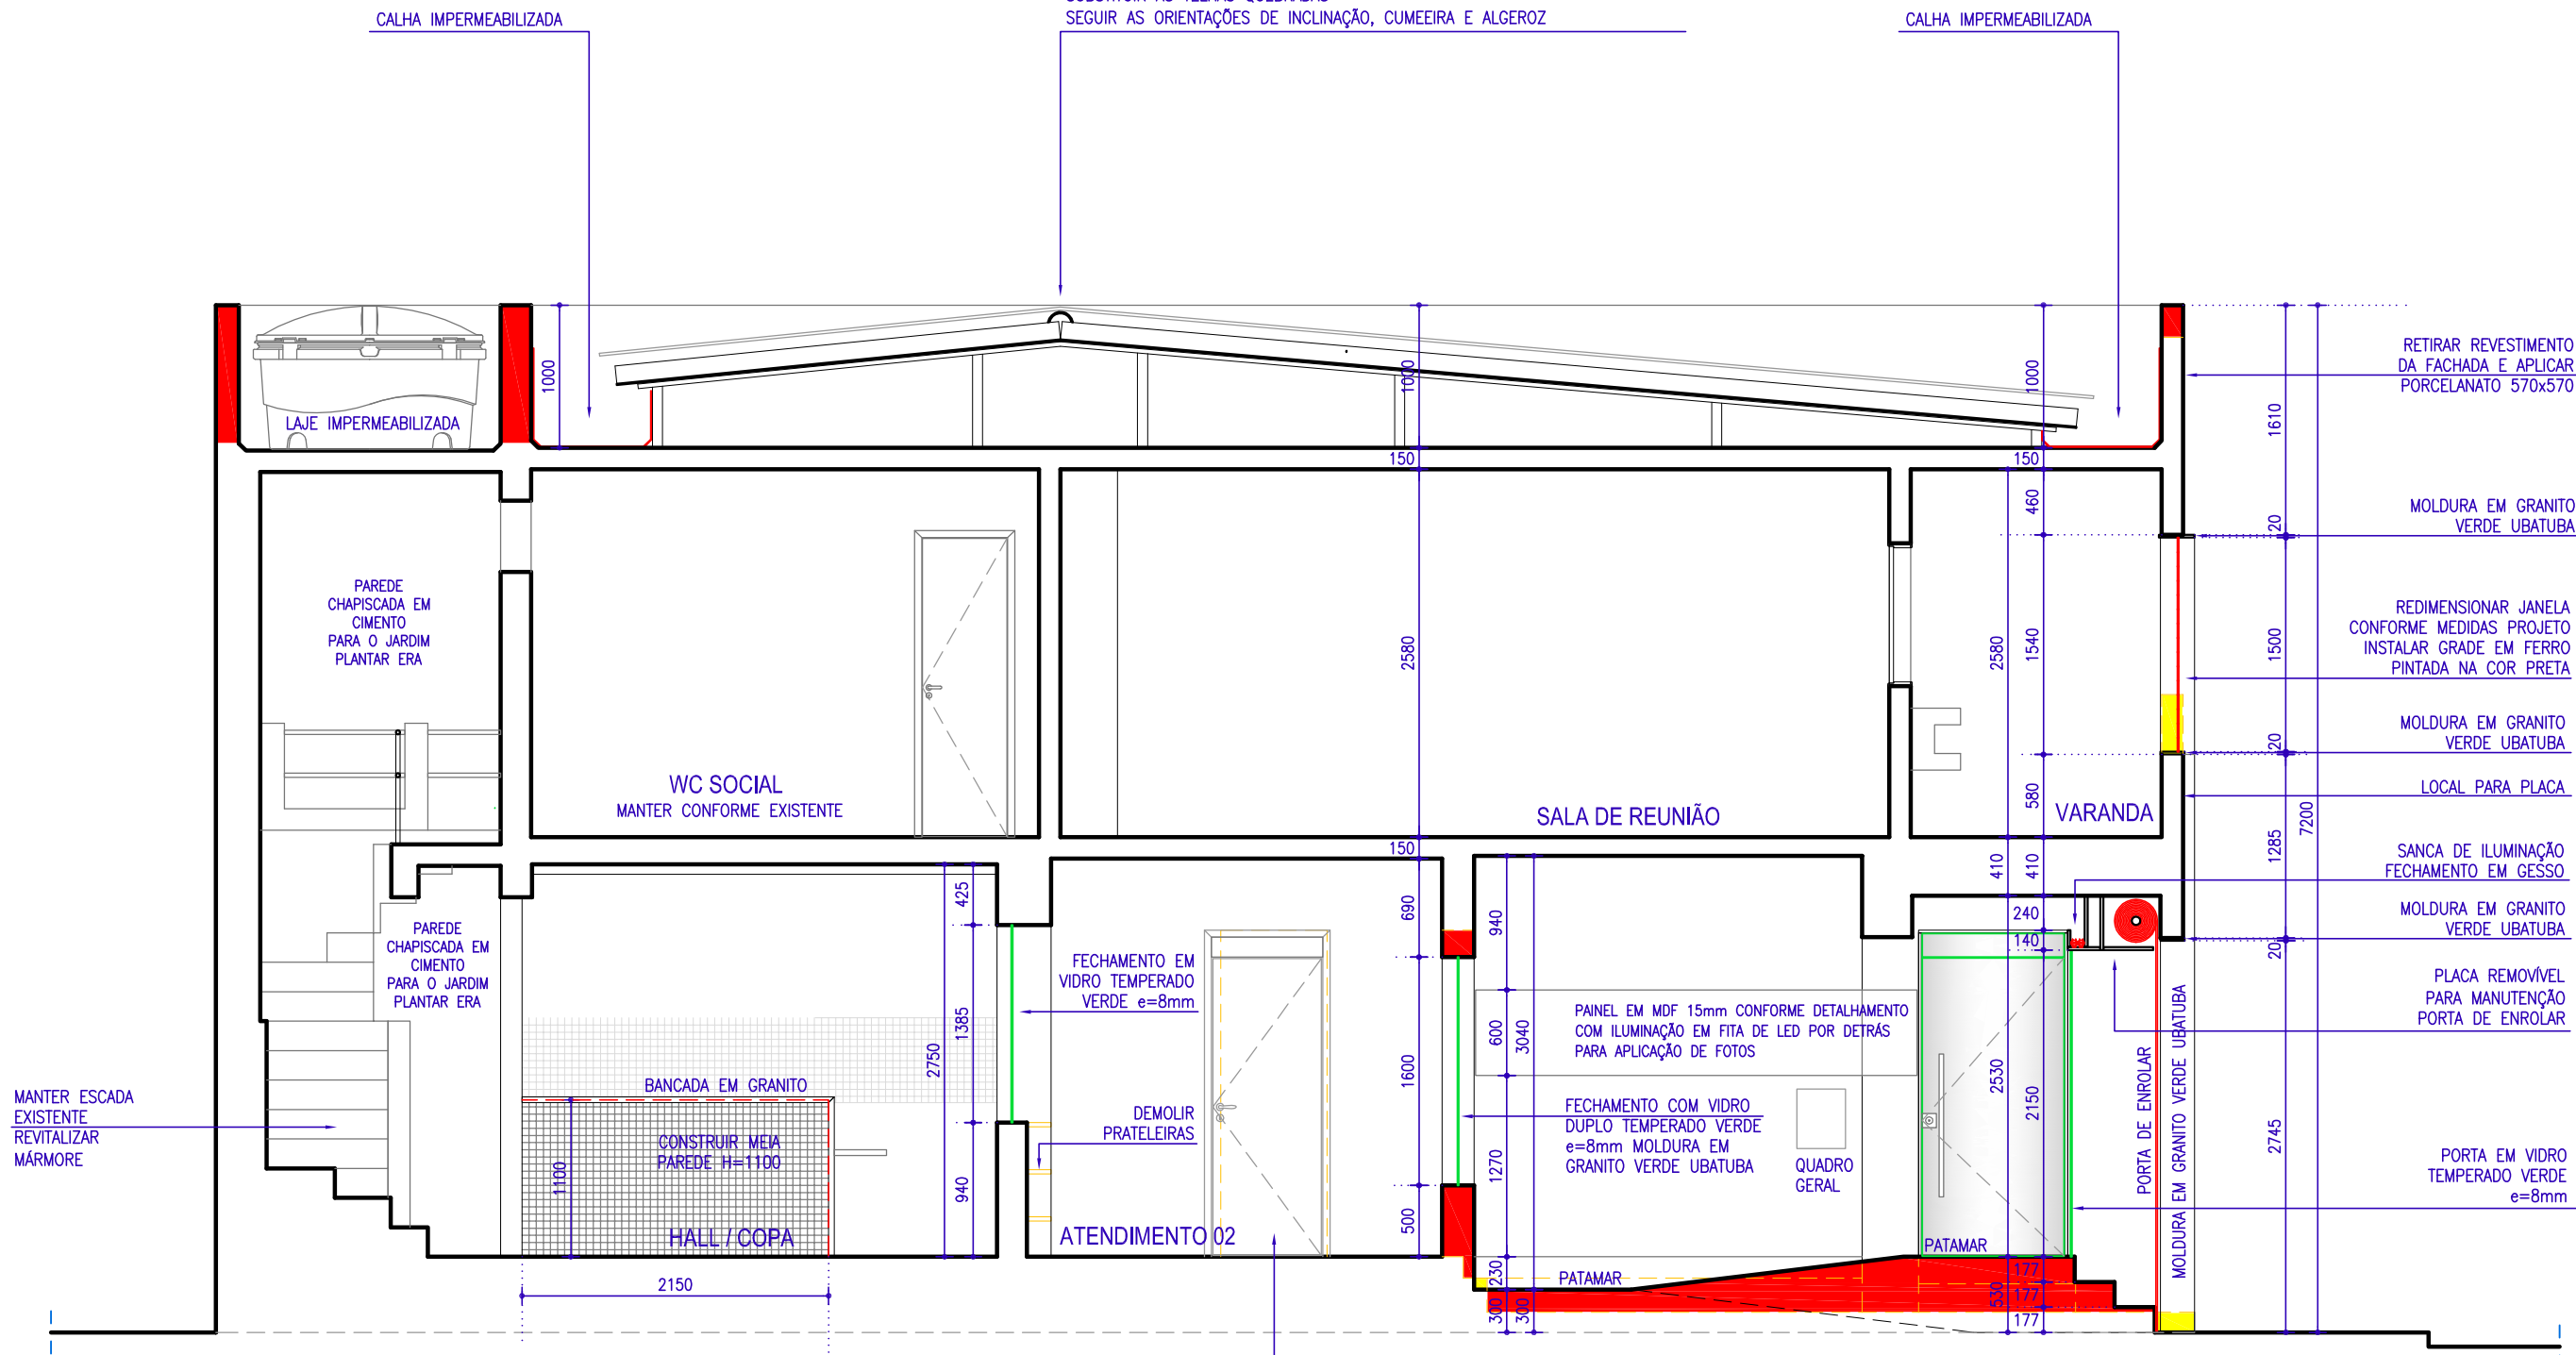 CALHA IMPERMEABILIZADA
SEGUIR AS ORIENTAÇÕES DE INCLINAÇÃO, CUMEEIRA E ALGEROZ
CALHA IMPERMEABILIZADA
LAJE IMPERMEABILIZADA
1000
1000
1000
150
150
RETIRAR REVESTIMENTO
DA FACHADA E APLICAR
PORCELANATO 570x570
1610
MOLDURA EM GRANITO
VERDE UBATUBA
20
460
PAREDE
CHAPISCADA EM
CIMENTO
PARA O JARDIM
PLANTAR ERA
2580
2580
1540
1500
7200
REDIMENSIONAR JANELA
CONFORME MEDIDAS PROJETO
INSTALAR GRADE EM FERRO
PINTADA NA COR PRETA
MOLDURA EM GRANITO
VERDE UBATUBA
20
WC SOCIAL
MANTER CONFORME EXISTENTE
SALA DE REUNIÃO
VARANDA
580
LOCAL PARA PLACA
1285
150
410
410
SANCA DE ILUMINAÇÃO
FECHAMENTO EM GESSO
MOLDURA EM GRANITO
VERDE UBATUBA
20
PAREDE
CHAPISCADA EM
CIMENTO
PARA O JARDIM
PLANTAR ERA
425
1385
2750
940
690
940
240
140
FECHAMENTO EM
VIDRO TEMPERADO
VERDE e=8mm
1600
600
3040
PAINEL EM MDF 15mm CONFORME DETALHAMENTO
COM ILUMINAÇÃO EM FITA DE LED POR DETRÁS
PARA APLICAÇÃO DE FOTOS
2530
2150
PLACA REMOVÍVEL
PARA MANUTENÇÃO
PORTA DE ENROLAR
PORTA DE ENROLAR
MOLDURA EM GRANITO VERDE UBATUBA
2745
MANTER ESCADA
EXISTENTE
REVITALIZAR
MÁRMORE
BANCADA EM GRANITO
CONSTRUIR MEIA
PAREDE H=1100
1100
DEMOLIR
PRATELEIRAS
1270
FECHAMENTO COM VIDRO
DUPLO TEMPERADO VERDE
e=8mm MOLDURA EM
GRANITO VERDE UBATUBA
QUADRO
GERAL
PORTA EM VIDRO
TEMPERADO VERDE
e=8mm
HALL / COPA
ATENDIMENTO 02
500
PATAMAR
PATAMAR
2150
230
300
300
530
177
177
177